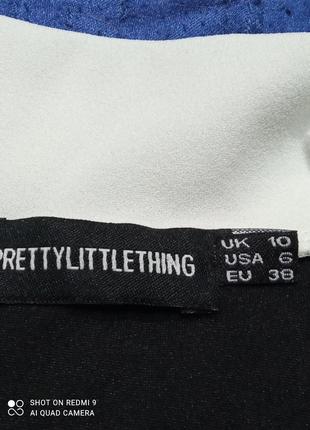 PRETTYLITTLETHING
UK 10
USA 6
EU 38
SHOT ON REDMI 9
AI QUAD CAMERA